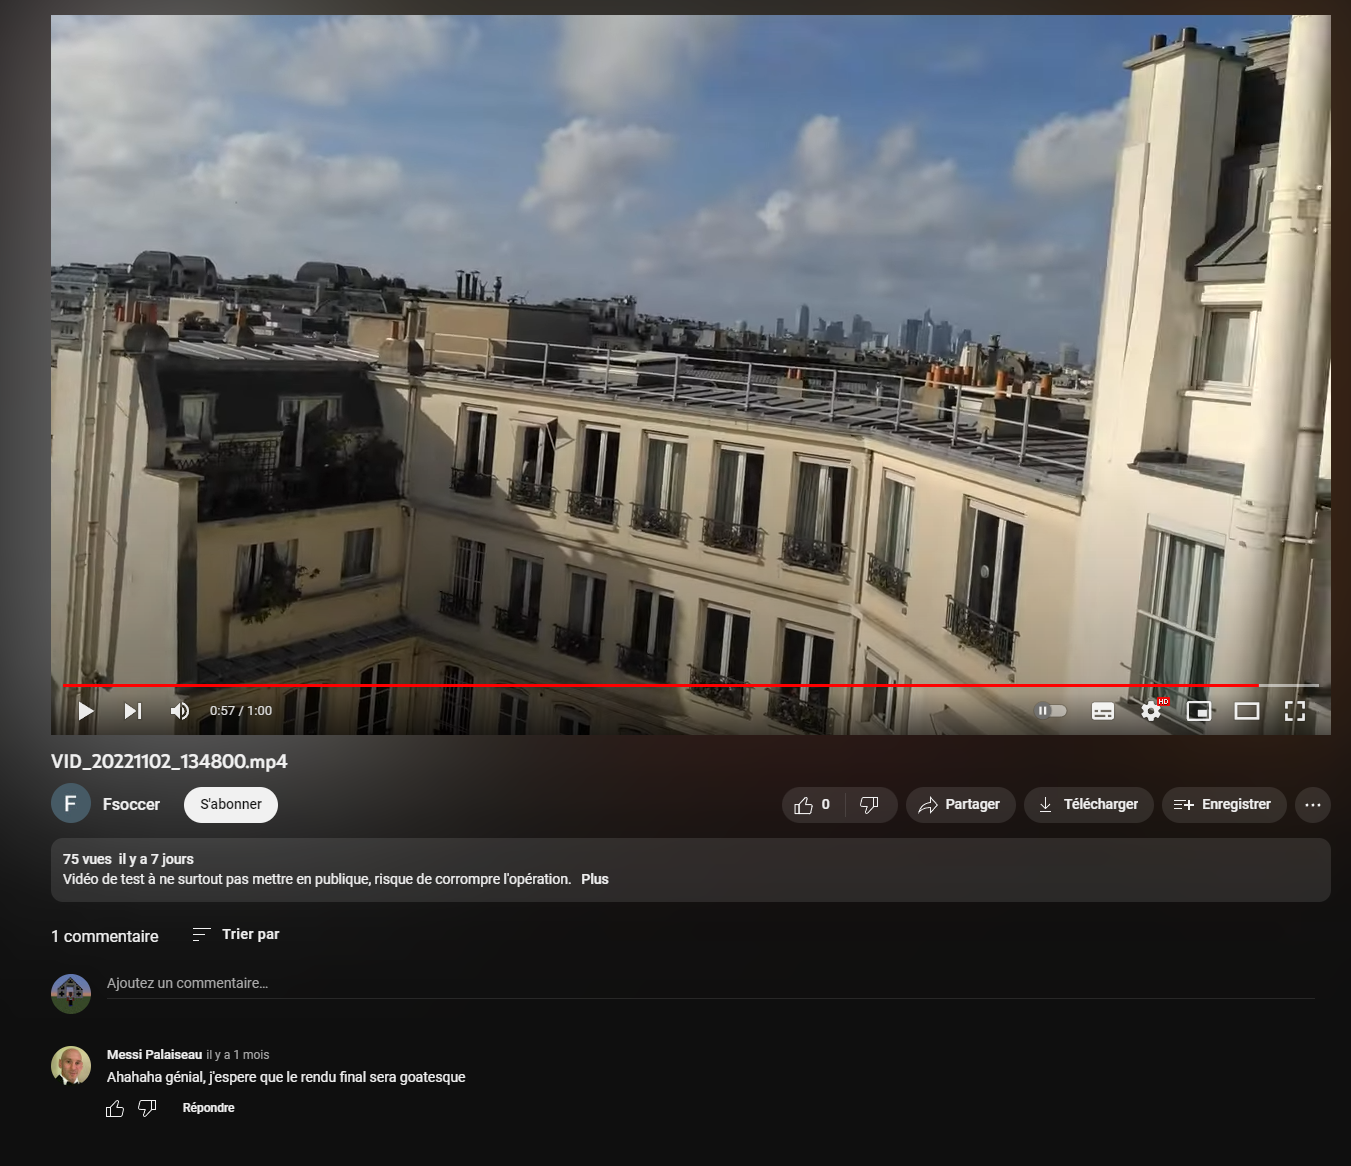 0:57 / 1:00
HD
VID_20221102_134800.mp4
F
Fsoccer
S'abonner
0
Partager
Télécharger
Enregistrer
75 vues il y a 7 jours
Vidéo de test à ne surtout pas mettre en publique, risque de corrompre l'opération. Plus
1 commentaire
Trier par
Ajoutez un commentaire...
Messi Palaiseau il y a 1 mois
Ahahaha génial, j'espere que le rendu final sera goatesque
Répondre